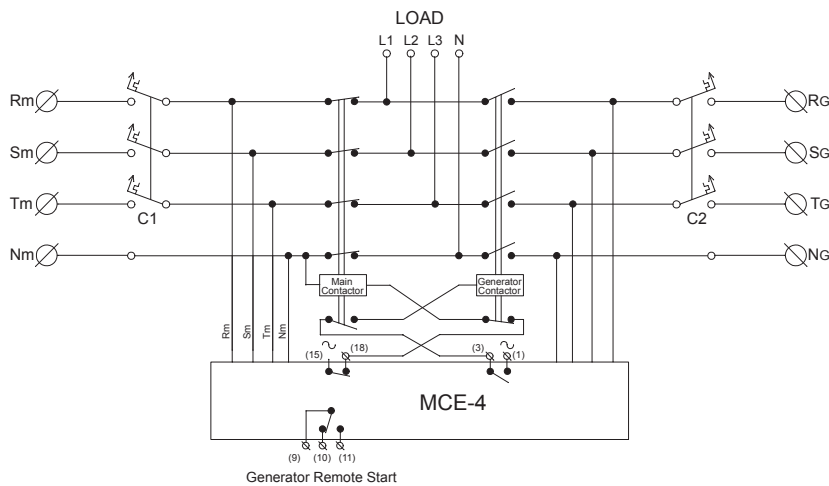 LOAD
L1 L2 L3 N
Rm RG
Sm SG
Tm TG
C1 C2
Nm NG
Main
Contactor
Generator
Contactor
Rm Sm Tm Nm
(15) (18) (3) (1)
MCE-4
(9) (10) (11)
Generator Remote Start